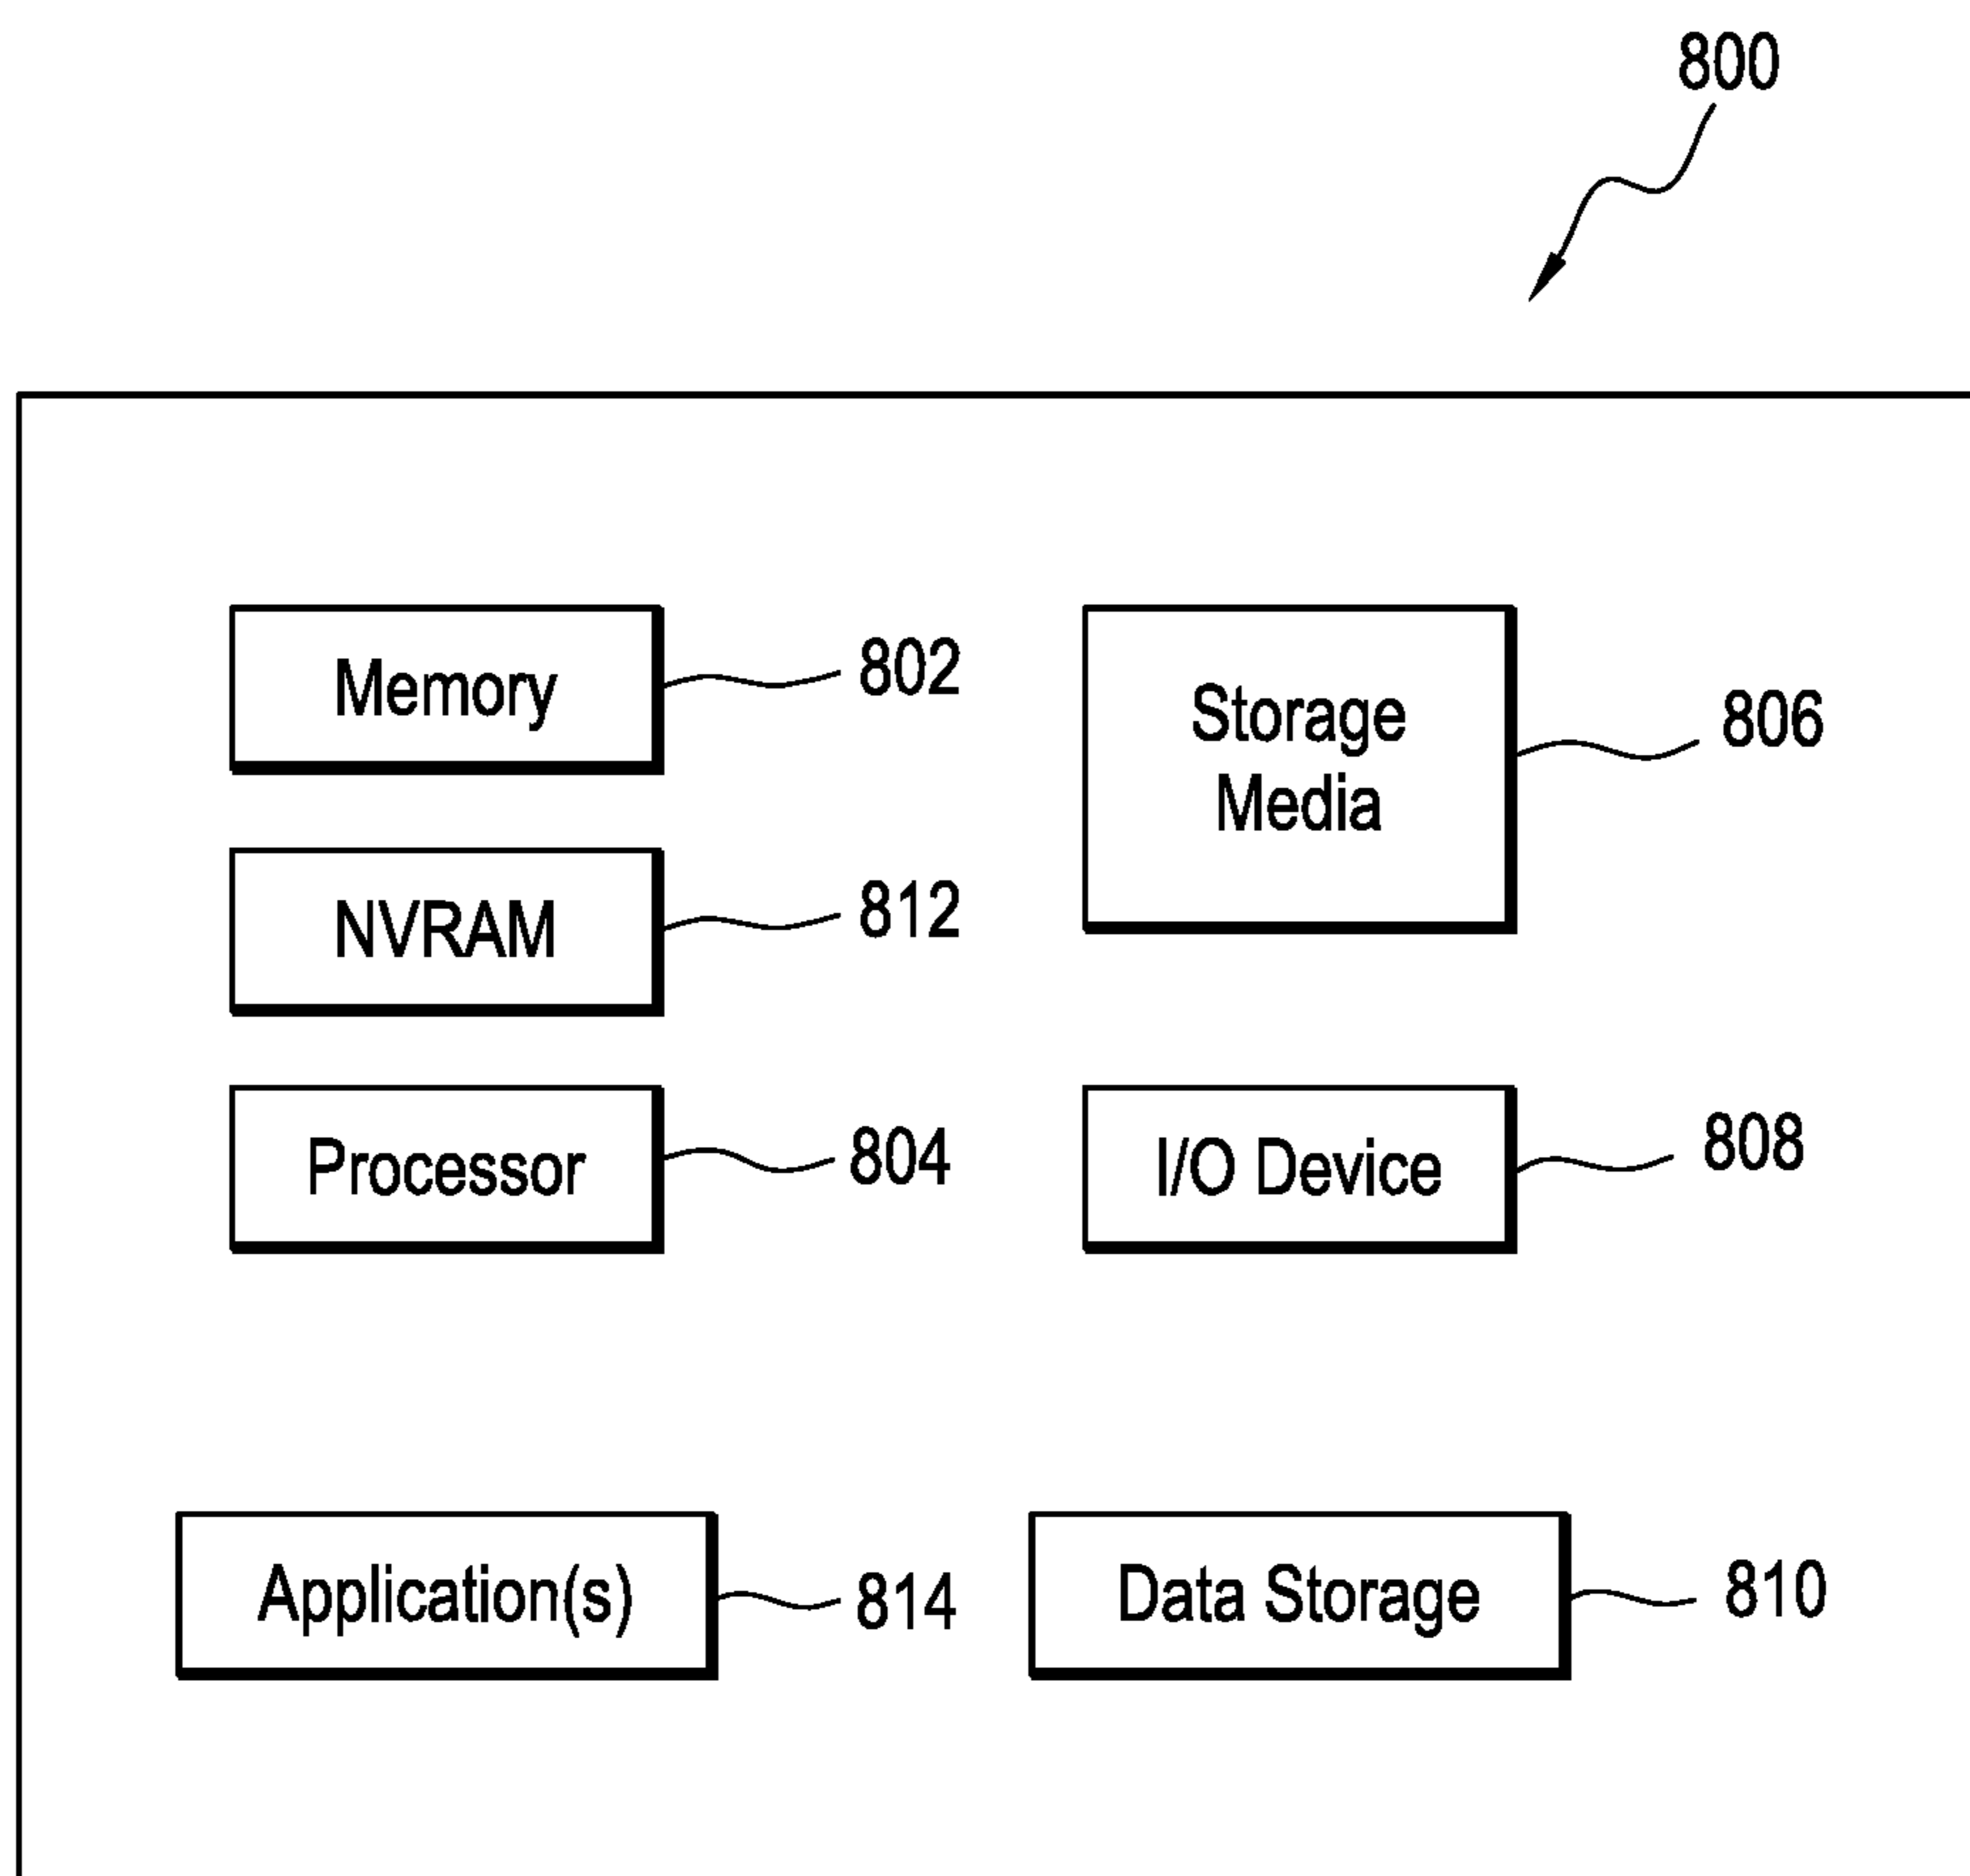 800
Memory
802
Storage
Media
806
NVRAM
812
Processor
804
I/O Device
808
Application(s)
814
Data Storage
810